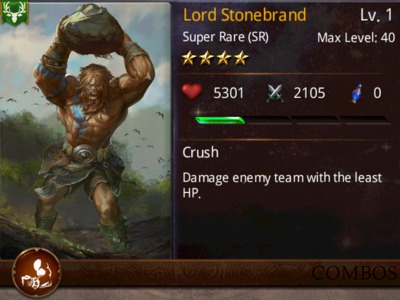 Lord Stonebrand Lv. 1
Super Rare (SR) Max Level: 40
5301 2105 0
Crush
Damage enemy team with the least
HP.
COMBOS